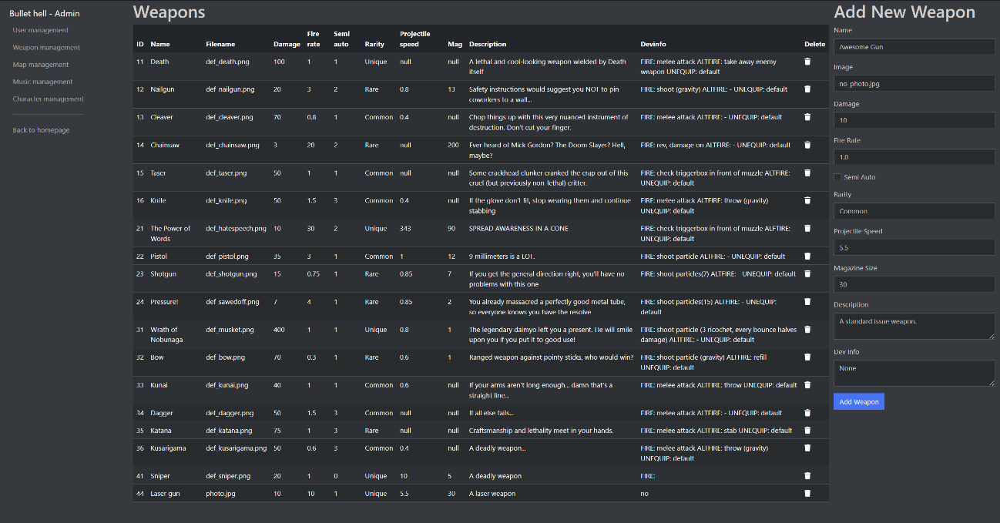 Bullet hell - Admin
User management
Weapon management
Map management
Music management
Character management
Back to homepage
Weapons
ID Name Filename Damage Fire rate Semi auto Rarity Projectile speed Mag Description Devinfo Delete
11 Death def_death.png 100 1 1 Unique null null A lethal and cool-looking weapon wielded by Death itself FIRE: melee attack ALTFIRE: take away enemy weapon UNEQUIP: default
12 Nailgun def_nailgun.png 20 3 2 Rare 0.8 13 Safety instructions would suggest you NOT to pin coworkers to a wall... FIRE: shoot (gravity) ALTFIRE: - UNEQUIP: default
13 Cleaver def_cleaver.png 70 0.8 1 Common 0.4 null Chop things up with this very nuanced instrument of destruction. Don't cut your finger. FIRE: melee attack ALTFIRE: - UNEQUIP: default
14 Chainsaw def_chainsaw.png 3 20 2 Rare null 200 Ever heard of Mick Gordon? The Doom Slayer? Hell, maybe? FIRE: rev, damage on ALTFIRE: - UNEQUIP: default
15 Taser def_taser.png 50 1 1 Common null null Some crackhead clunker cranked the crap out of this cruel (but previously non-lethal) critter. FIRE: check triggerbox in front of muzzle ALTFIRE: UNEQUIP: default
16 Knife def_knife.png 50 1.5 3 Common 0.4 null If the glove don't fit, stop wearing them and continue stabbing FIRE: melee attack ALTFIRE: throw (gravity) UNEQUIP: default
21 The Power of Words def_hatespeech.png 10 30 2 Unique 343 90 SPREAD AWARENESS IN A CONE FIRE: check triggerbox in front of muzzle ALTFIRE: UNEQUIP: default
22 Pistol def_pistol.png 35 3 1 Common 1 12 9 millimeters is a LOT. FIRE: shoot particle ALTFIRE: - UNEQUIP: default
23 Shotgun def_shotgun.png 15 0.75 1 Rare 0.85 7 If you get the general direction right, you'll have no problems with this one FIRE: shoot particles(7) ALTFIRE: UNEQUIP: default
24 Pressure! def_sawedoff.png 7 4 1 Rare 0.85 2 You already massacred a perfectly good metal tube, so everyone knows you have the resolve FIRE: shoot particles(15) ALTFIRE: - UNEQUIP: default
31 Wrath of Nobunaga def_musket.png 400 1 1 Unique 0.8 1 The legendary daimyo left you a present. He will smile upon you if you put it to good use! FIRE: shoot particle (3 ricochet, every bounce halves damage) ALTFIRE: - UNEQUIP: default
32 Bow def_bow.png 70 0.3 1 Rare 0.6 1 Ranged weapon against pointy sticks, who would win? FIRE: shoot particle (gravity) ALTFIRE: refill UNEQUIP: default
33 Kunai def_kunai.png 40 1 1 Common 0.6 null If your arms aren't long enough... damn that's a straight line... FIRE: melee attack ALTFIRE: throw UNEQUIP: default
34 Dagger def_dagger.png 50 1.5 3 Common null null If all else fails... FIRE: melee attack ALTFIRE: - UNEQUIP: default
35 Katana def_katana.png 75 1 3 Rare null null Craftsmanship and lethality meet in your hands. FIRE: melee attack ALTFIRE: stab UNEQUIP: default
36 Kusarigama def_kusarigama.png 50 0.6 3 Common 0.4 null A deadly weapon... FIRE: melee attack ALTFIRE: throw (gravity) UNEQUIP: default
41 Sniper def_sniper.png 20 1 0 Unique 10 5 A deadly weapon FIRE:
44 Laser gun photo.jpg 10 10 1 Unique 5.5 30 A laser weapon no
Add New Weapon
Name
Awesome Gun
Image
no_photo.jpg
Damage
10
Fire Rate
1.0
Semi Auto
Rarity
Common
Projectile Speed
5.5
Magazine Size
30
Description
A standard issue weapon.
Dev Info
None
Add Weapon